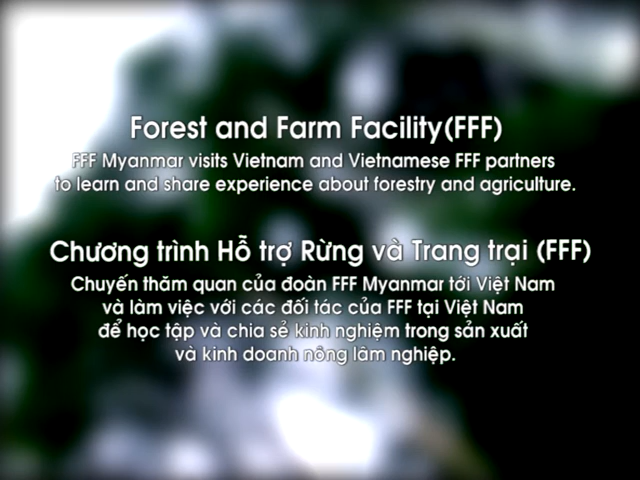 Forest and Farm Facility(FFF)
FFF Myanmar visits Vietnam and Vietnamese FFF partners
to learn and share experience about forestry and agriculture.
Chương trình Hỗ trợ Rừng và Trang trại (FFF)
Chuyến thăm quan của đoàn FFF Myanmar tới Việt Nam
và làm việc với các đối tác của FFF tại Việt Nam
để học tập và chia sẻ kinh nghiệm trong sản xuất
và kinh doanh nông lâm nghiệp.